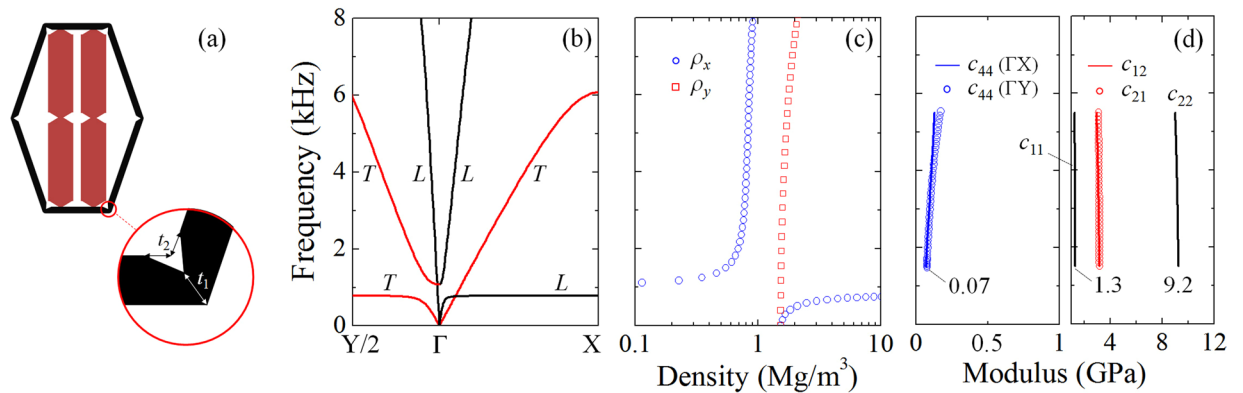 (a)
t₂
t₁
Frequency (kHz)
8
6
4
2
0
(b)
T
L
L
T
T
L
Y/2
Γ
X
(c)
ρₓ
ρᵧ
0.1
1
10
Density (Mg/m³)
c₄₄ (ΓX)
c₄₄ (ΓY)
0.07
0
0.5
1
(d)
c₁₂
c₂₁
c₂₂
c₁₁
1.3
9.2
4
8
12
Modulus (GPa)